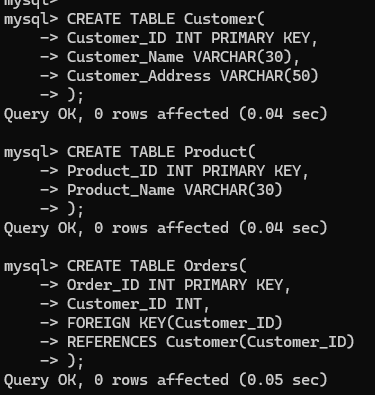 mysql>
mysql> CREATE TABLE Customer(
    -> Customer_ID INT PRIMARY KEY,
    -> Customer_Name VARCHAR(30),
    -> Customer_Address VARCHAR(50)
    -> );
Query OK, 0 rows affected (0.04 sec)

mysql> CREATE TABLE Product(
    -> Product_ID INT PRIMARY KEY,
    -> Product_Name VARCHAR(30)
    -> );
Query OK, 0 rows affected (0.04 sec)

mysql> CREATE TABLE Orders(
    -> Order_ID INT PRIMARY KEY,
    -> Customer_ID INT,
    -> FOREIGN KEY(Customer_ID)
    -> REFERENCES Customer(Customer_ID)
    -> );
Query OK, 0 rows affected (0.05 sec)